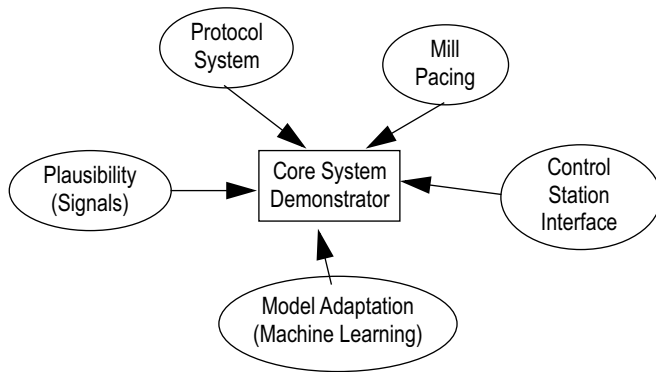 Protocol
System
Mill
Pacing
Plausibility
(Signals)
Core System
Demonstrator
Control
Station
Interface
Model Adaptation
(Machine Learning)